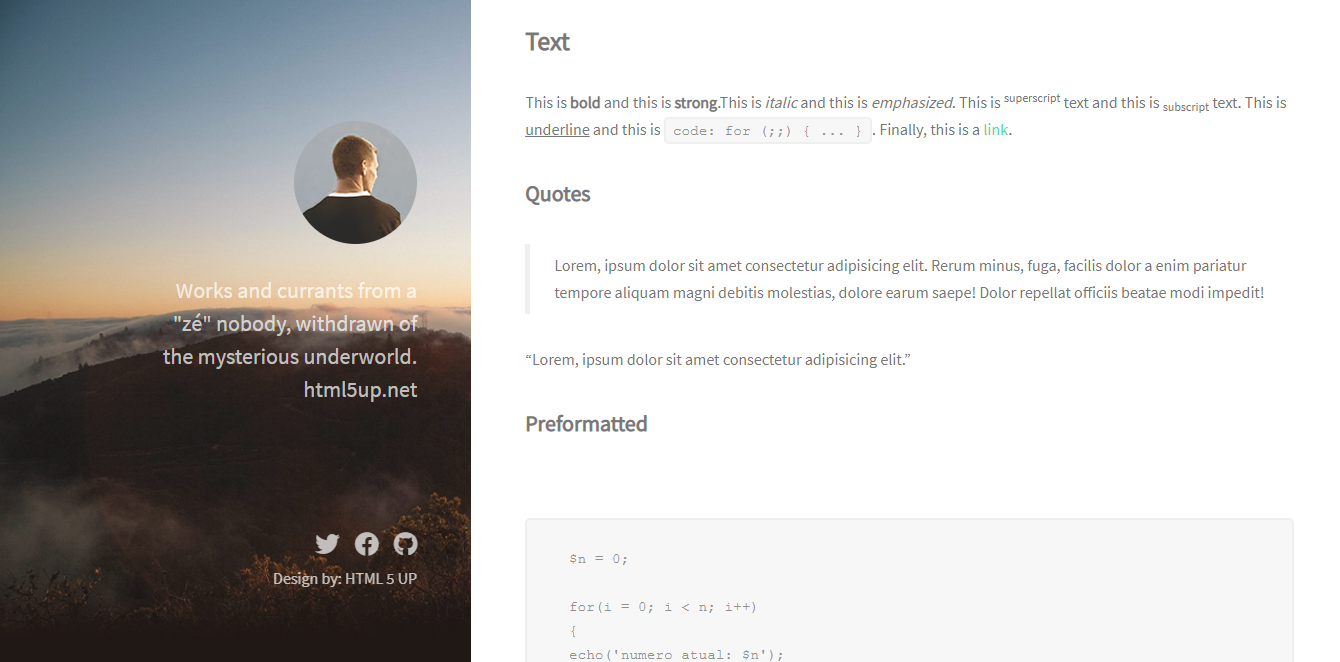 Works and currants from a
"zé" nobody, withdrawn of
the mysterious underworld.
html5up.net
Design by: HTML 5 UP
Text
This is bold and this is strong.This is italic and this is emphasized. This is superscript text and this is subscript text. This is
underline and this is code: for (;;) { ... } . Finally, this is a link.
Quotes
Lorem, ipsum dolor sit amet consectetur adipisicing elit. Rerum minus, fuga, facilis dolor a enim pariatur
tempore aliquam magni debitis molestias, dolore earum saepe! Dolor repellat officiis beatae modi impedit!
“Lorem, ipsum dolor sit amet consectetur adipisicing elit.”
Preformatted
$n = 0;
for(i = 0; i < n; i++)
{
echo('numero atual: $n');